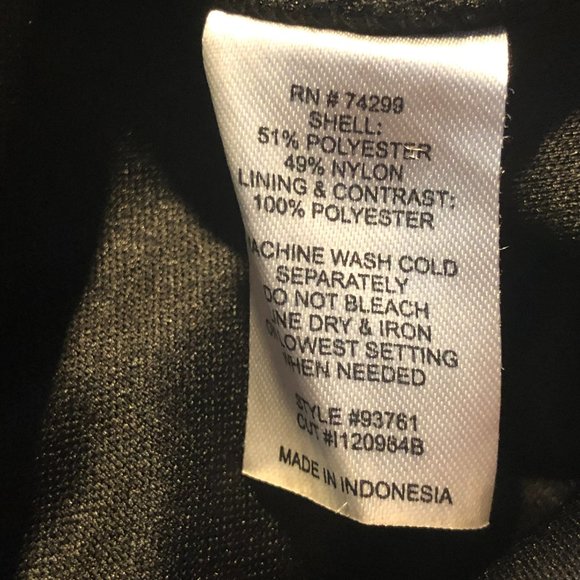 RN # 74299
SHELL:
51% POLYESTER
49% NYLON
LINING & CONTRAST:
100% POLYESTER
ACHINE WASH COLD
SEPARATELY
DO NOT BLEACH
INE DRY & IRON
LOWEST SETTING
HEN NEEDED
STYLE #93761
CUT #I120984B
MADE IN INDONESIA